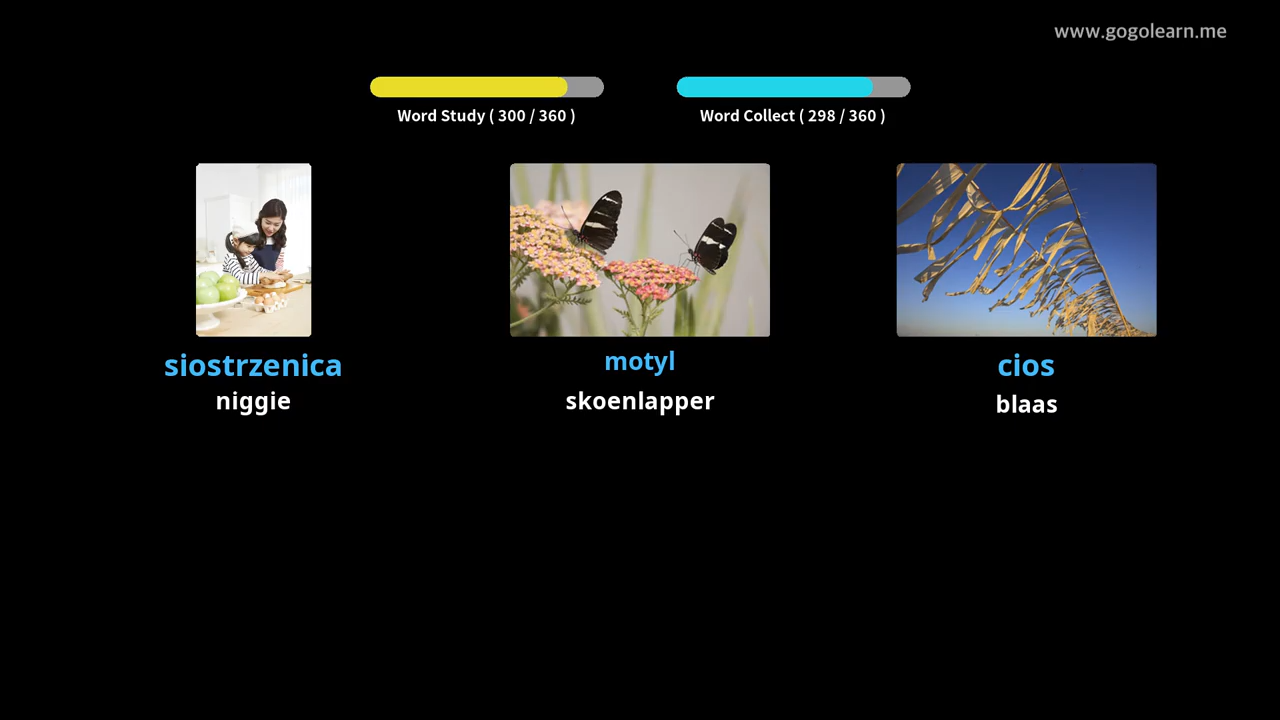 www.gogolearn.me
Word Study ( 300 / 360 )
Word Collect ( 298 / 360 )
siostrzenica
niggie
motyl
skoenlapper
cios
blaas